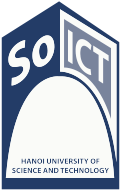 SOICT
HANOI UNIVERSITY OF
SCIENCE AND TECHNOLOGY